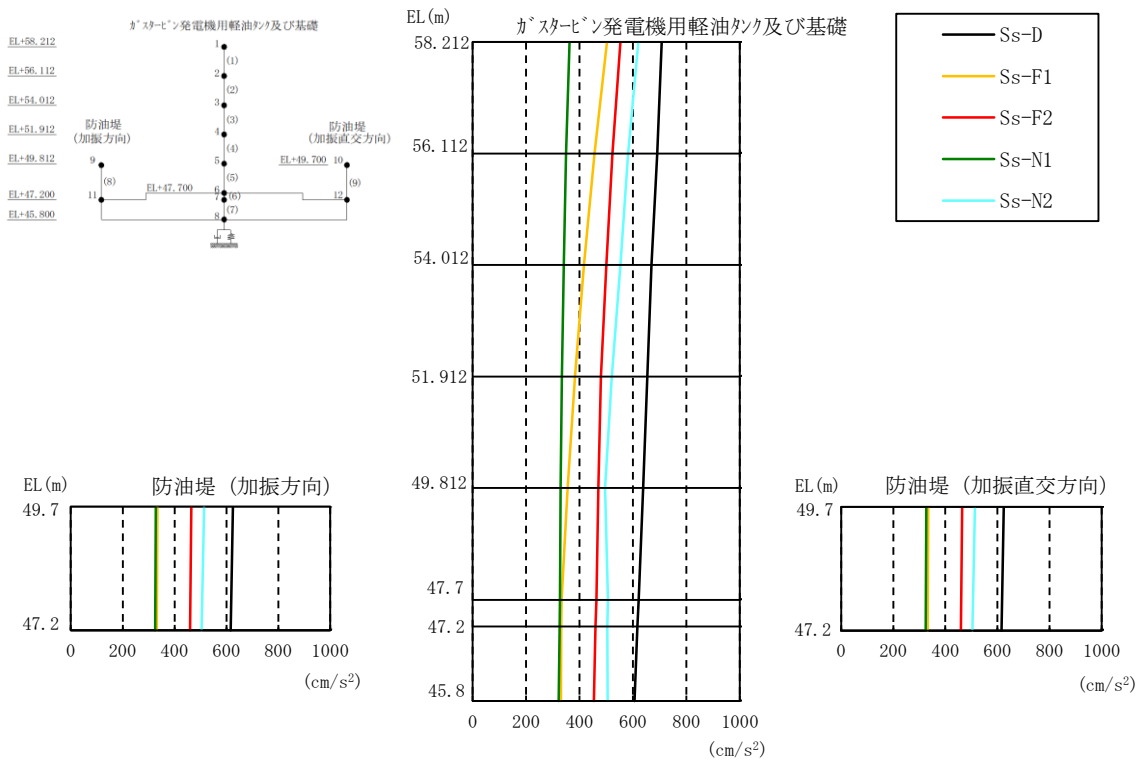 ガスタービン発電機用軽油タンク及び基礎
EL+58.212
EL+56.112
EL+54.012
EL+51.912
EL+49.812
EL+47.200
EL+45.800
防油堤
(加振方向)
防油堤
(加振直交方向)
EL+49.700
EL+47.700
1
(1)
2
(2)
3
(3)
4
(4)
5
(5)
6
(6)
7
(7)
8
9
(8)
11
10
(9)
12
EL(m)
ガスタービン発電機用軽油タンク及び基礎
58.212
56.112
54.012
51.912
49.812
47.7
47.2
45.8
0 200 400 600 800 1000
(cm/s²)
Ss-D
Ss-F1
Ss-F2
Ss-N1
Ss-N2
EL(m)
防油堤 (加振方向)
49.7
47.2
0 200 400 600 800 1000
(cm/s²)
EL(m)
防油堤 (加振直交方向)
49.7
47.2
0 200 400 600 800 1000
(cm/s²)